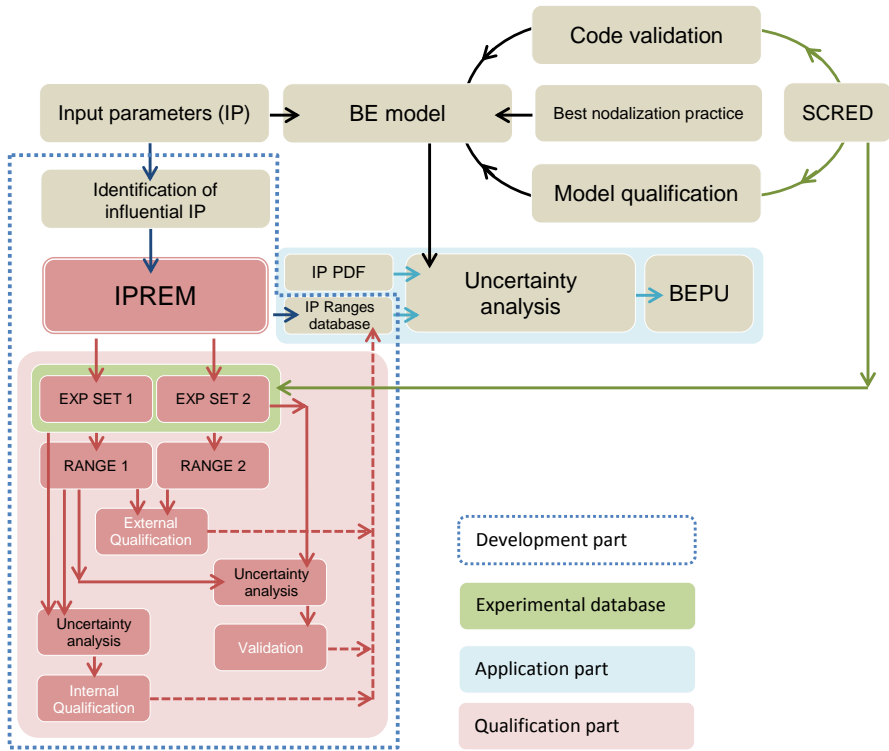 Code validation
Input parameters (IP)
BE model
Best nodalization practice
SCRED
Identification of
influential IP
Model qualification
IPREM
IP PDF
IP Ranges
database
Uncertainty
analysis
BEPU
EXP SET 1
EXP SET 2
RANGE 1
RANGE 2
External
Qualification
Uncertainty
analysis
Uncertainty
analysis
Validation
Internal
Qualification
Development part
Experimental database
Application part
Qualification part